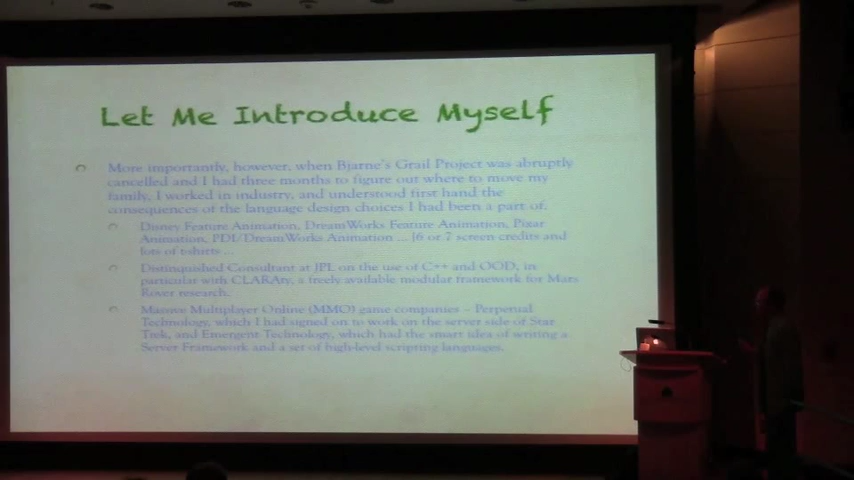 Let Me Introduce Myself
More importantly, however, when Bjarne's Grail Project was abruptly
cancelled and I had three months to figure out where to move my
family, I worked in industry, and understood first hand the
consequences of the language design choices I had been a part of.
Disney Feature Animation, DreamWorks Feature Animation, Pixar
Animation, PDI/DreamWorks Animation ... 16 or 7 screen credits and
lots of t-shirts ...
Distinguished Consultant at JPL on the use of C++ and OOD, in
particular with CLARAty, a freely available modular framework for Mars
Rover research.
Massive Multiplayer Online (MMO) game companies – Perpetual
Technology, which I had signed on to work on the server side of Star
Trek, and Emergent Technology, which had the smart idea of writing a
Server Framework and a set of high-level scripting languages.